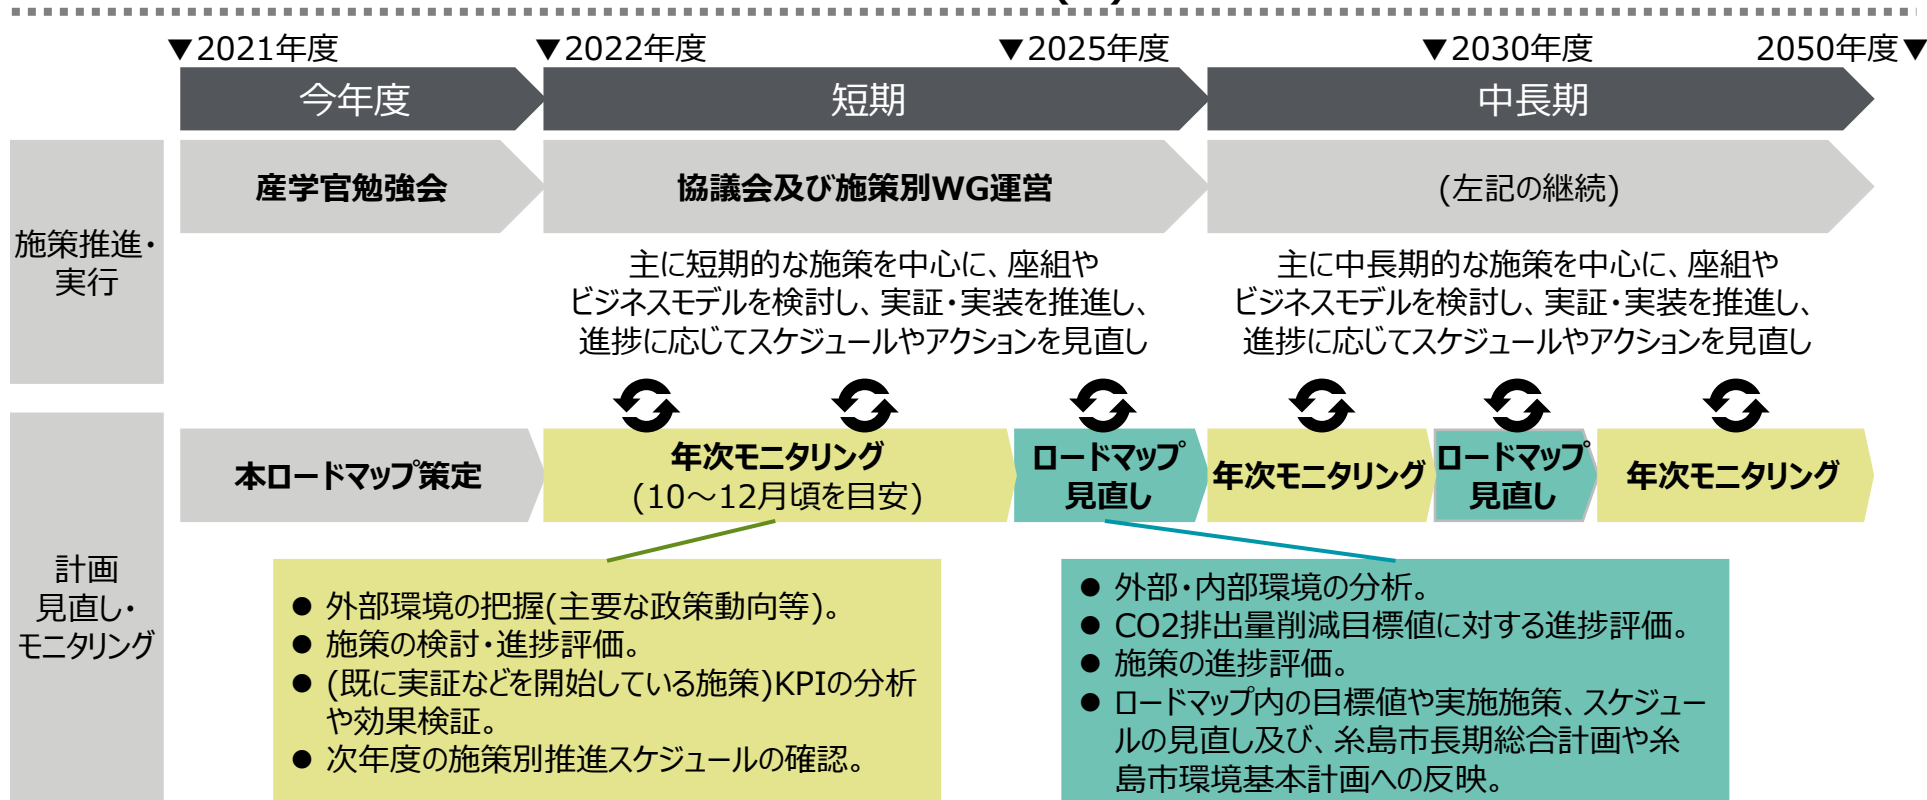 ▼2021年度
▼2022年度
▼2025年度
▼2030年度
2050年度▼
今年度
短期
中長期
施策推進・
実行
産学官勉強会
協議会及び施策別WG運営
(左記の継続)
主に短期的な施策を中心に、座組や
ビジネスモデルを検討し、実証・実装を推進し、
進捗に応じてスケジュールやアクションを見直し
主に中長期的な施策を中心に、座組や
ビジネスモデルを検討し、実証・実装を推進し、
進捗に応じてスケジュールやアクションを見直し
計画
見直し・
モニタリング
本ロードマップ策定
年次モニタリング
(10～12月頃を目安)
ロードマップ
見直し
年次モニタリング
ロードマップ
見直し
年次モニタリング
● 外部環境の把握(主要な政策動向等)。
● 施策の検討・進捗評価。
● (既に実証などを開始している施策)KPIの分析
や効果検証。
● 次年度の施策別推進スケジュールの確認。
● 外部・内部環境の分析。
● CO2排出量削減目標値に対する進捗評価。
● 施策の進捗評価。
● ロードマップ内の目標値や実施施策、スケジュー
ルの見直し及び、糸島市長期総合計画や糸
島市環境基本計画への反映。